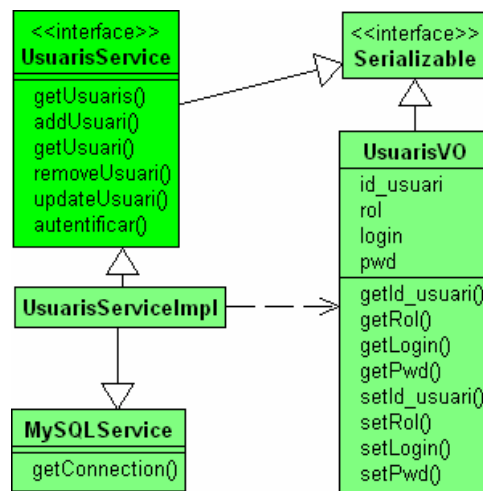 <<interface>>
UsuarisService
getUsuaris()
addUsuari()
getUsuari()
removeUsuari()
updateUsuari()
autentificar()
<<interface>>
Serializable
UsuarisVO
id_usuari
rol
login
pwd
getId_usuari()
getRol()
getLogin()
getPwd()
setId_usuari()
setRol()
setLogin()
setPwd()
UsuarisServiceImpl
MySQLService
getConnection()